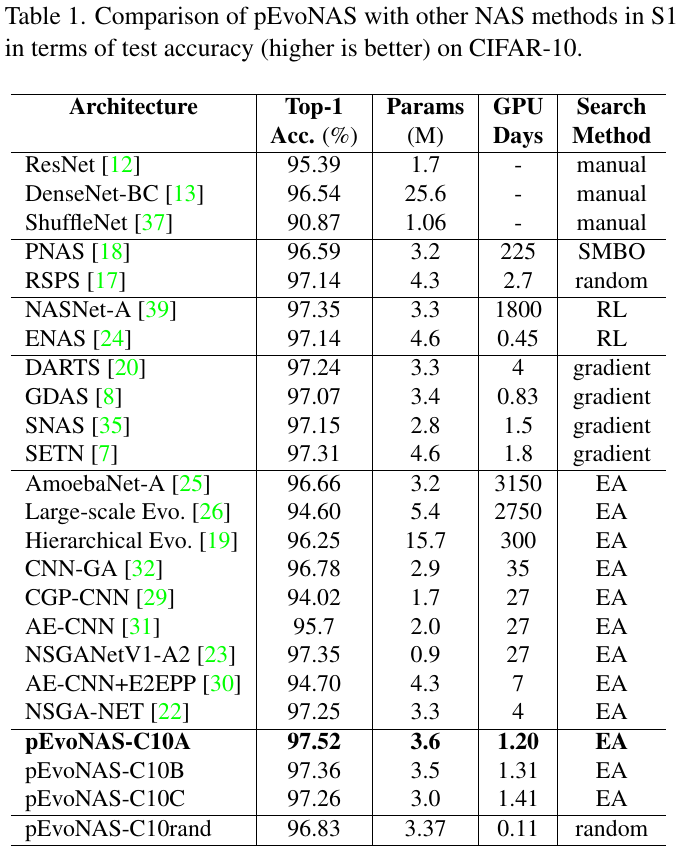 Table 1. Comparison of pEvoNAS with other NAS methods in S1
in terms of test accuracy (higher is better) on CIFAR-10.
Architecture Top-1 Params GPU Search
Acc. (%) (M) Days Method
ResNet [12] 95.39 1.7 - manual
DenseNet-BC [13] 96.54 25.6 - manual
ShuffleNet [37] 90.87 1.06 - manual
PNAS [18] 96.59 3.2 225 SMBO
RSPS [17] 97.14 4.3 2.7 random
NASNet-A [39] 97.35 3.3 1800 RL
ENAS [24] 97.14 4.6 0.45 RL
DARTS [20] 97.24 3.3 4 gradient
GDAS [8] 97.07 3.4 0.83 gradient
SNAS [35] 97.15 2.8 1.5 gradient
SETN [7] 97.31 4.6 1.8 gradient
AmoebaNet-A [25] 96.66 3.2 3150 EA
Large-scale Evo. [26] 94.60 5.4 2750 EA
Hierarchical Evo. [19] 96.25 15.7 300 EA
CNN-GA [32] 96.78 2.9 35 EA
CGP-CNN [29] 94.02 1.7 27 EA
AE-CNN [31] 95.7 2.0 27 EA
NSGANetV1-A2 [23] 97.35 0.9 27 EA
AE-CNN+E2EPP [30] 94.70 4.3 7 EA
NSGA-NET [22] 97.25 3.3 4 EA
pEvoNAS-C10A 97.52 3.6 1.20 EA
pEvoNAS-C10B 97.36 3.5 1.31 EA
pEvoNAS-C10C 97.26 3.0 1.41 EA
pEvoNAS-C10rand 96.83 3.37 0.11 random